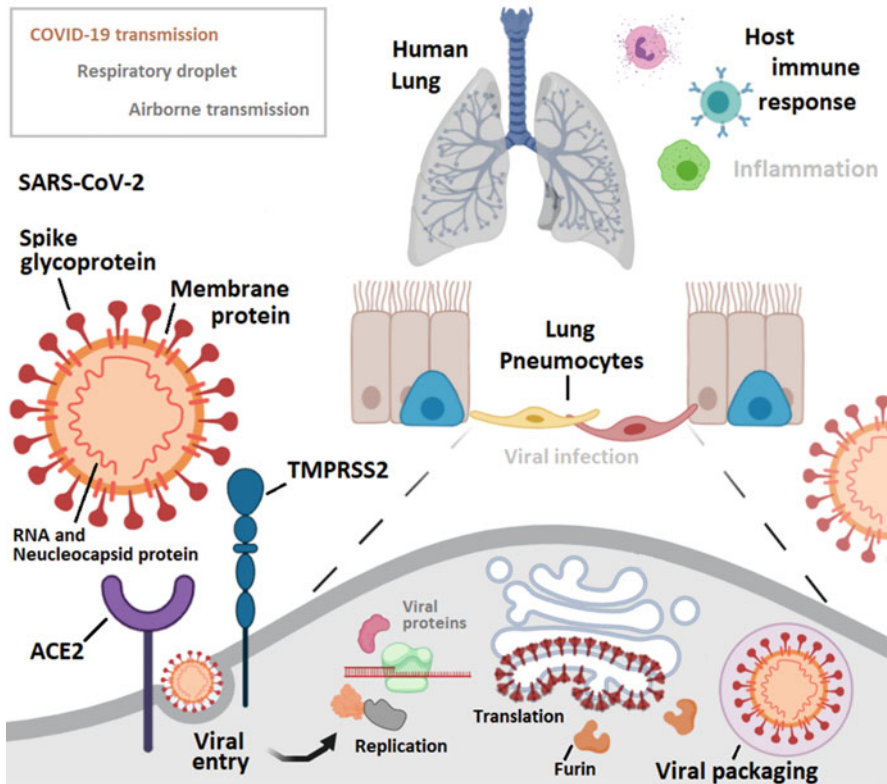 COVID-19 transmission
Respiratory droplet
Airborne transmission
Human
Lung
Host
immune
response
Inflammation
SARS-CoV-2
Spike
glycoprotein
Membrane
protein
Lung
Pneumocytes
Viral infection
TMPRSS2
RNA and
Neucleocapsid protein
ACE2
Viral
entry
Viral
proteins
Replication
Translation
Furin
Viral packaging